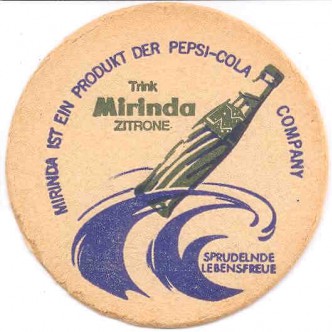 MIRINDA IST EIN PRODUKT DER PEPSI-COLA COMPANY
Trink
Mirinda
ZITRONE
SPRUDELNDE
LEBENSFREUE